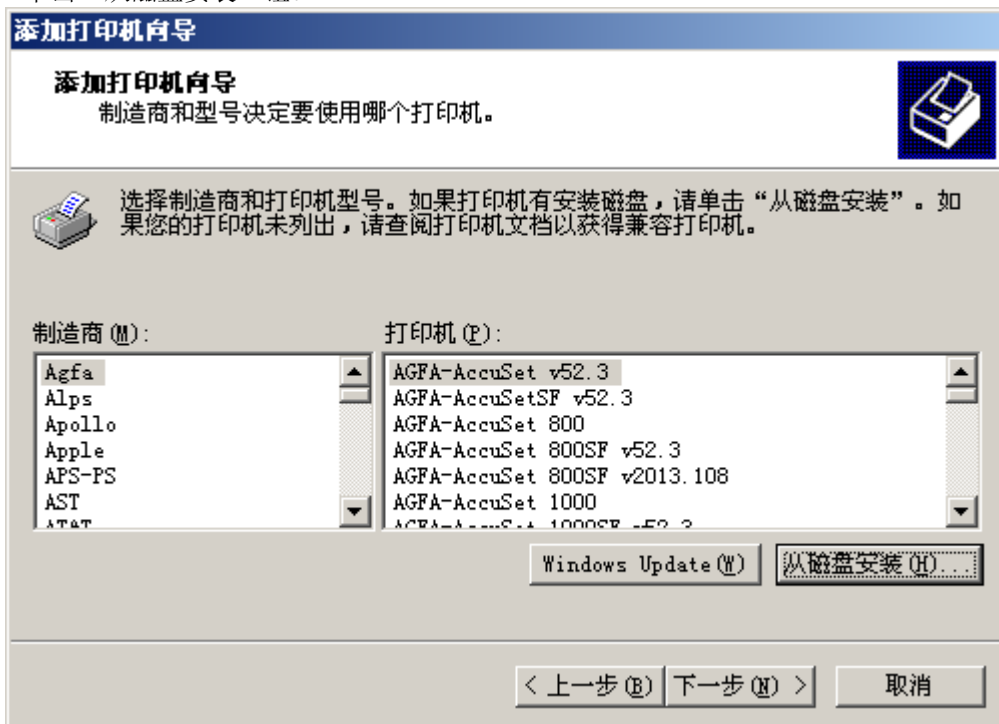 添加打印机向导
添加打印机向导
制造商和型号决定要使用哪个打印机。
选择制造商和打印机型号。如果打印机有安装磁盘，请单击“从磁盘安装”。如
果您的打印机未列出，请查阅打印机文档以获得兼容打印机。
制造商(M):
打印机(P):
Agfa
Alps
Apollo
Apple
APS-PS
AST
AT&T
AGFA-AccuSet v52.3
AGFA-AccuSetSF v52.3
AGFA-AccuSet 800
AGFA-AccuSet 800SF v52.3
AGFA-AccuSet 800SF v2013.108
AGFA-AccuSet 1000
AGFA-AccuSet 1000SF v52.3
Windows Update(W)
从磁盘安装(H)...
< 上一步(B)
下一步(N) >
取消